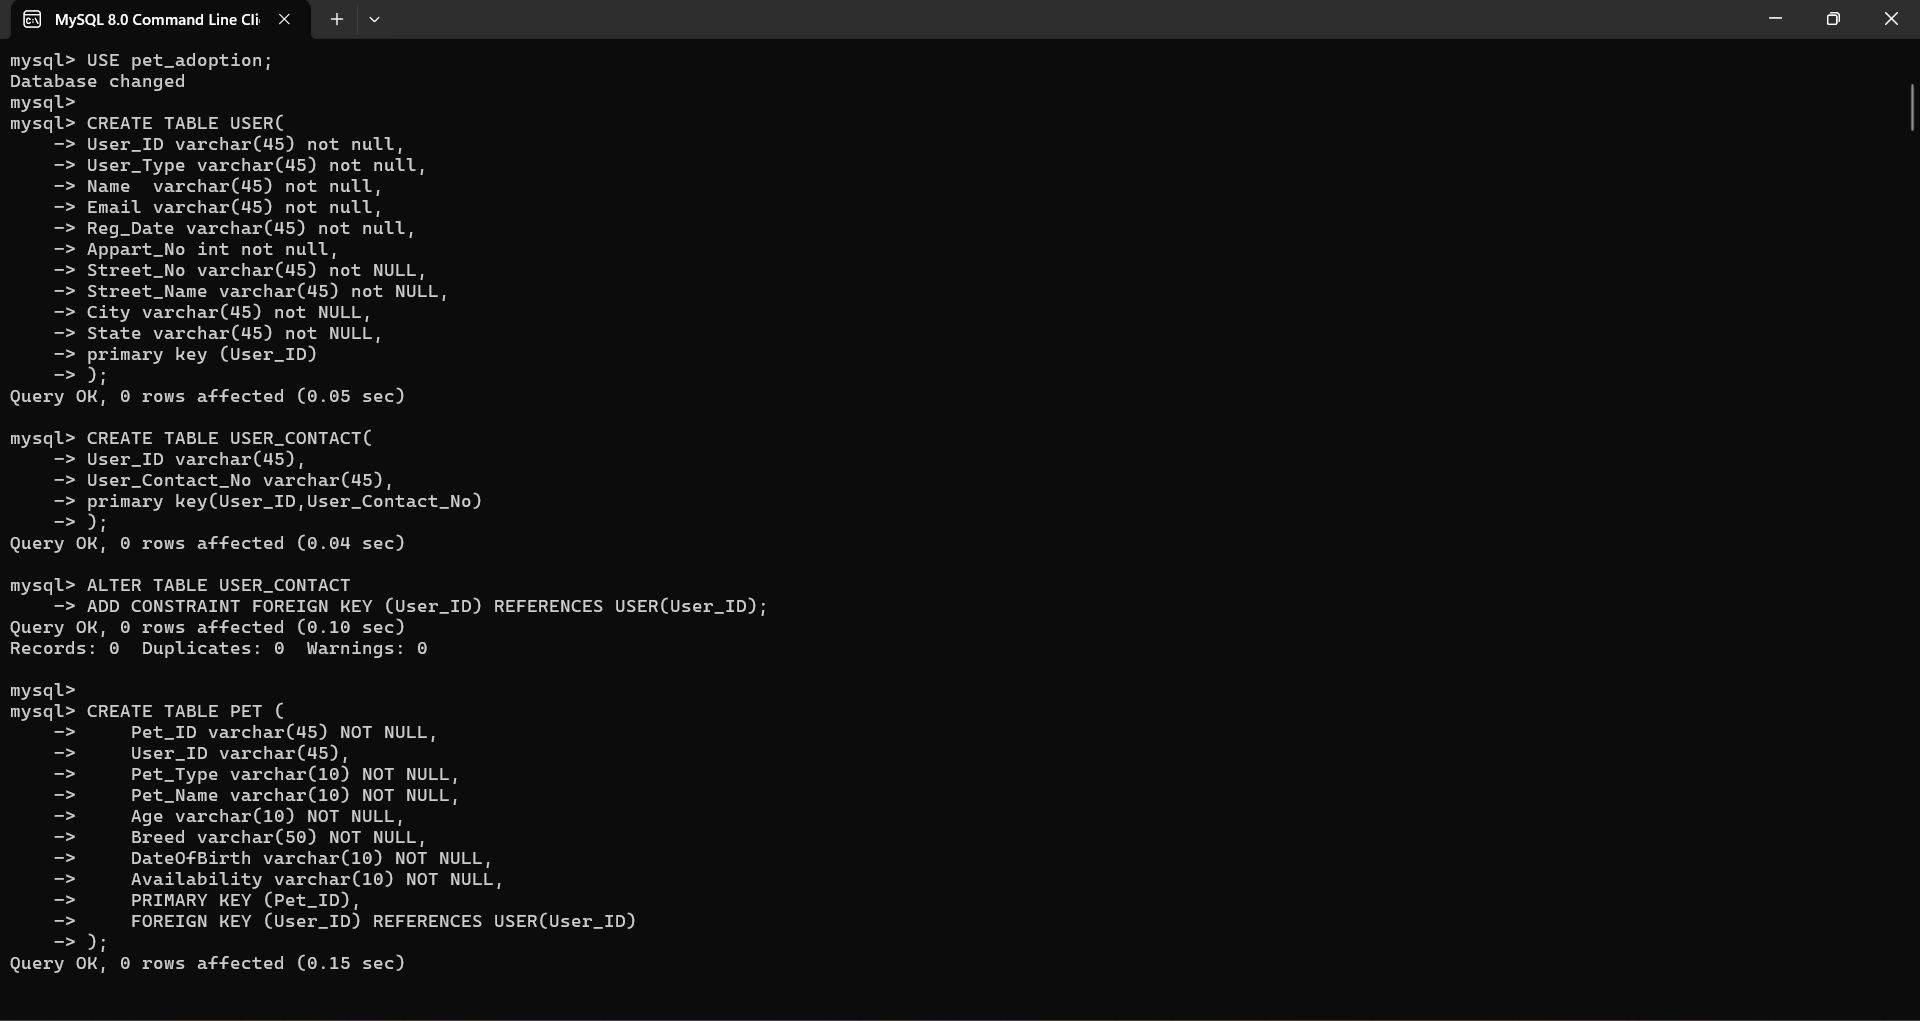 MySQL 8.0 Command Line Cli
mysql> USE pet_adoption;
Database changed
mysql>
mysql> CREATE TABLE USER(
    -> User_ID varchar(45) not null,
    -> User_Type varchar(45) not null,
    -> Name  varchar(45) not null,
    -> Email varchar(45) not null,
    -> Reg_Date varchar(45) not null,
    -> Appart_No int not null,
    -> Street_No varchar(45) not NULL,
    -> Street_Name varchar(45) not NULL,
    -> City varchar(45) not NULL,
    -> State varchar(45) not NULL,
    -> primary key (User_ID)
    -> );
Query OK, 0 rows affected (0.05 sec)

mysql> CREATE TABLE USER_CONTACT(
    -> User_ID varchar(45),
    -> User_Contact_No varchar(45),
    -> primary key(User_ID,User_Contact_No)
    -> );
Query OK, 0 rows affected (0.04 sec)

mysql> ALTER TABLE USER_CONTACT
    -> ADD CONSTRAINT FOREIGN KEY (User_ID) REFERENCES USER(User_ID);
Query OK, 0 rows affected (0.10 sec)
Records: 0  Duplicates: 0  Warnings: 0

mysql>
mysql> CREATE TABLE PET (
    ->     Pet_ID varchar(45) NOT NULL,
    ->     User_ID varchar(45),
    ->     Pet_Type varchar(10) NOT NULL,
    ->     Pet_Name varchar(10) NOT NULL,
    ->     Age varchar(10) NOT NULL,
    ->     Breed varchar(50) NOT NULL,
    ->     DateOfBirth varchar(10) NOT NULL,
    ->     Availability varchar(10) NOT NULL,
    ->     PRIMARY KEY (Pet_ID),
    ->     FOREIGN KEY (User_ID) REFERENCES USER(User_ID)
    -> );
Query OK, 0 rows affected (0.15 sec)